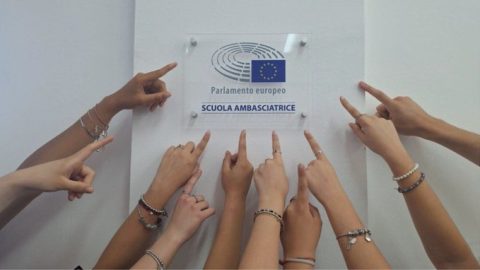 Parlamento europeo
SCUOLA AMBASCIATRICE